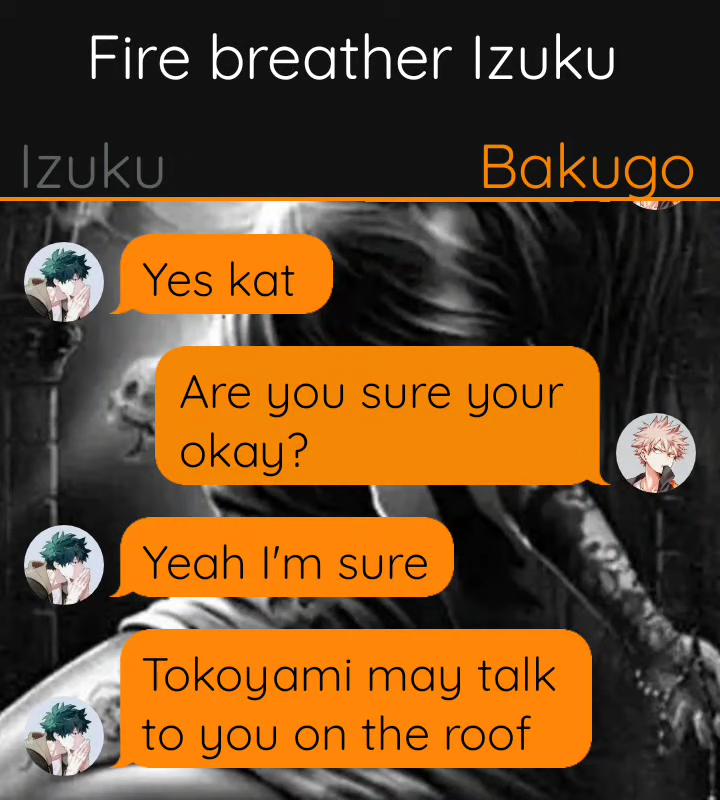 Fire breather Izuku
Izuku
Bakugo
Yes kat
Are you sure your
okay?
Yeah I'm sure
Tokoyami may talk
to you on the roof